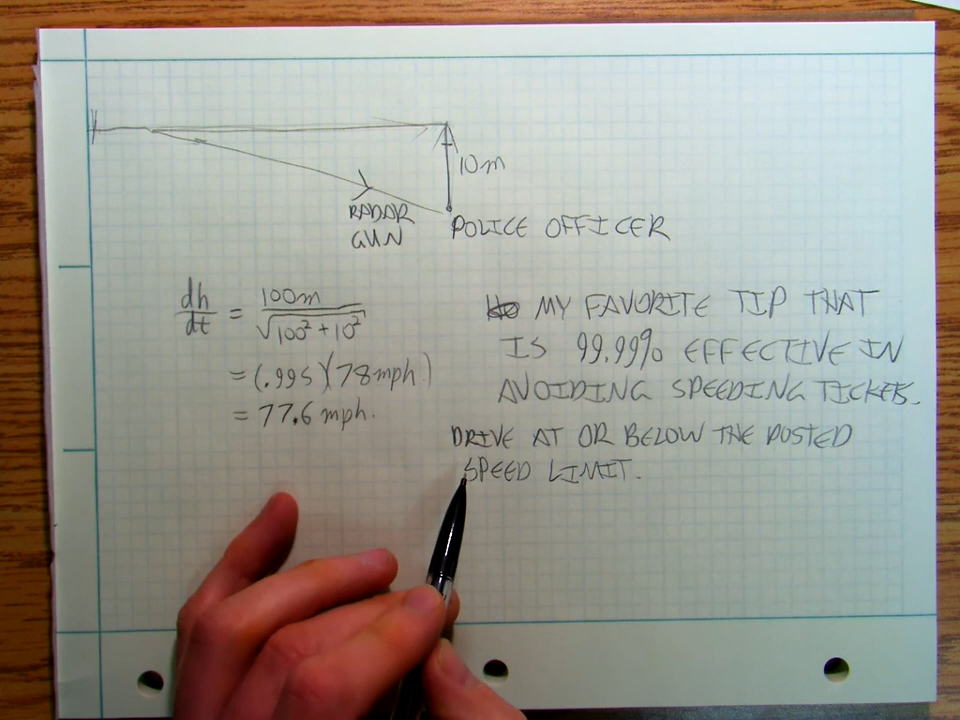 10m
RADAR
GUN
POLICE OFFICER
dh/dt = 100m/√(100² + 10²)
= (.995)(78mph)
= 77.6 mph.
MY FAVORITE TIP THAT
IS 99.99% EFFECTIVE IN
AVOIDING SPEEDING TICKETS.
DRIVE AT OR BELOW THE POSTED
SPEED LIMIT.